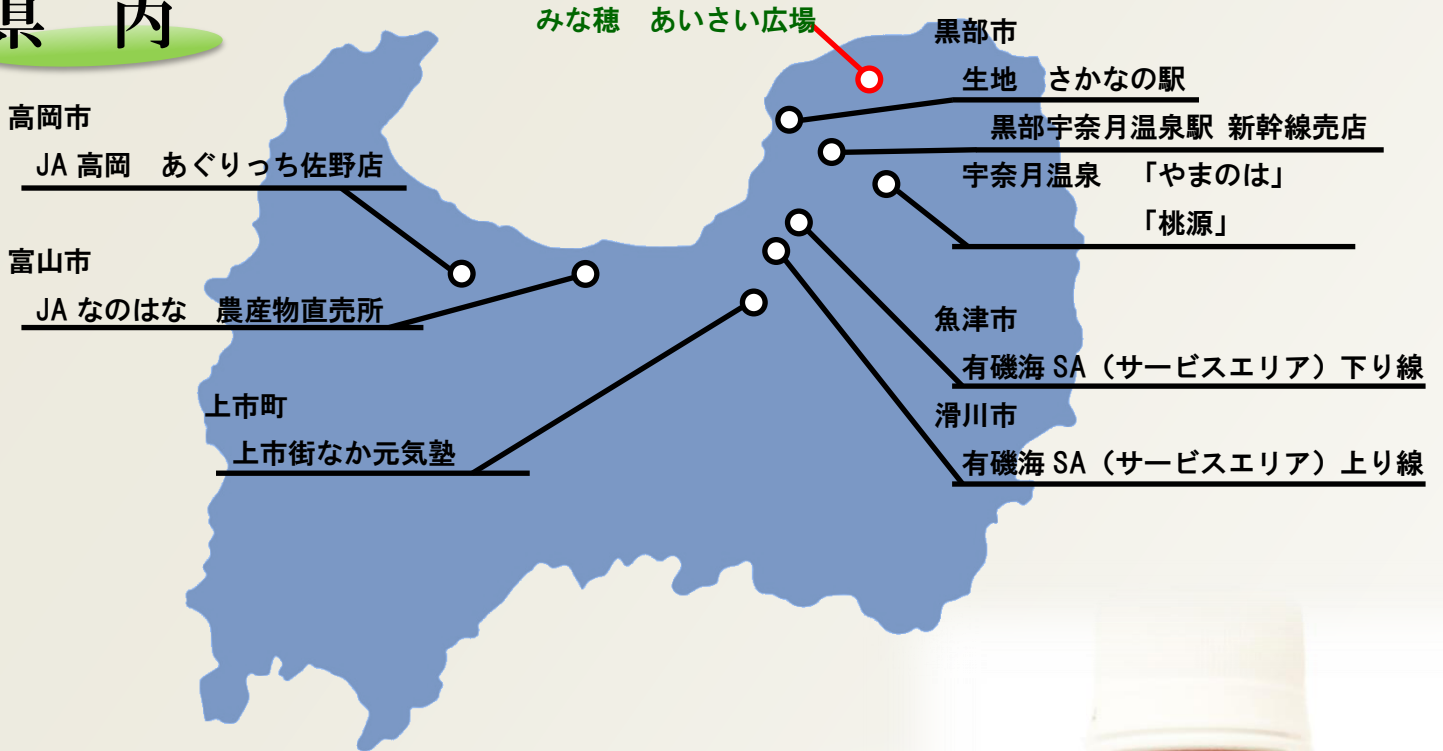 県　内
みな穂　あいさい広場
高岡市
JA 高岡　あぐりっち佐野店
富山市
JA なのはな　農産物直売所
上市町
上市街なか元気塾
黒部市
生地　さかなの駅
黒部宇奈月温泉駅 新幹線売店
宇奈月温泉　「やまのは」
「桃源」
魚津市
有磯海 SA（サービスエリア）下り線
滑川市
有磯海 SA（サービスエリア）上り線